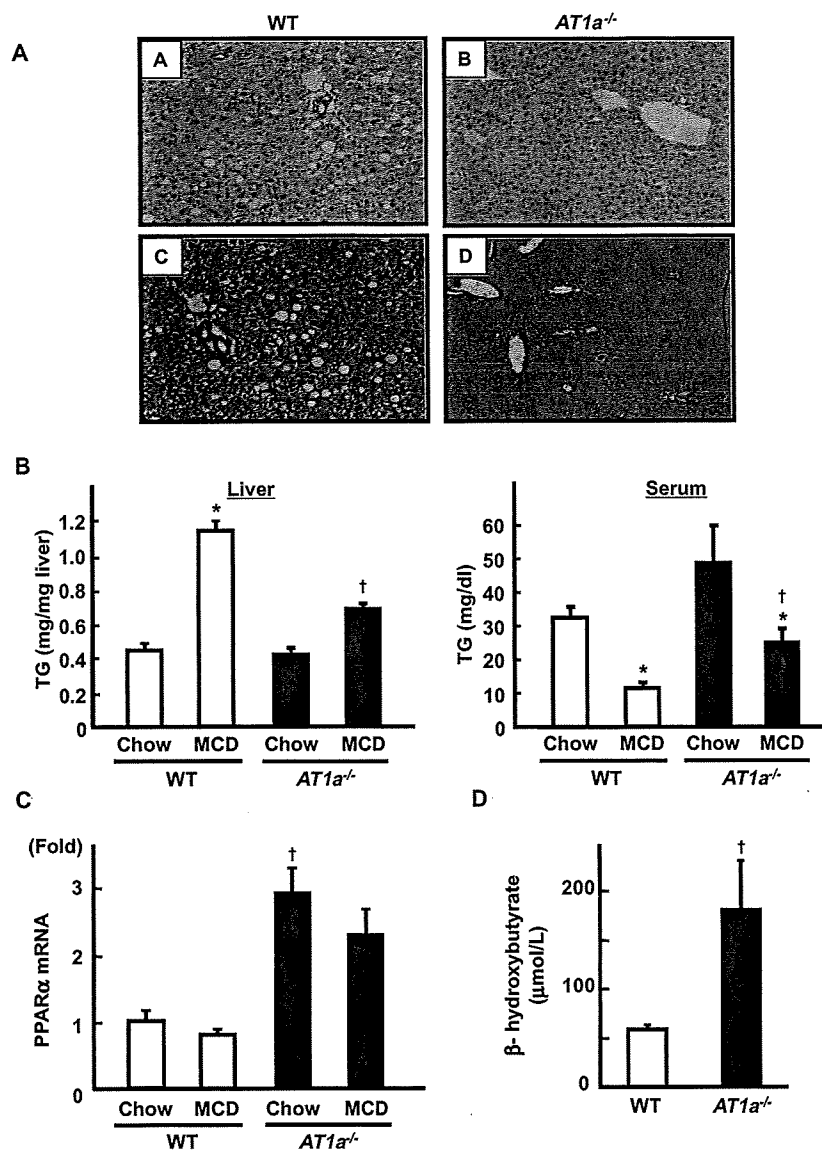 WT AT1a-/-
A
A B
C D
B
Liver Serum
TG (mg/mg liver)
1.2
1.0
0.8
0.6
0.4
0.2
0
Chow MCD Chow MCD
WT AT1a-/-
*
†
TG (mg/dl)
60
50
40
30
20
10
0
Chow MCD Chow MCD
WT AT1a-/-
*
†
*
C
(Fold)
PPARα mRNA
3
2
1
0
†
Chow MCD Chow MCD
WT AT1a-/-
D
β- hydroxybutyrate
(μmol/L)
200
100
0
†
WT AT1a-/-